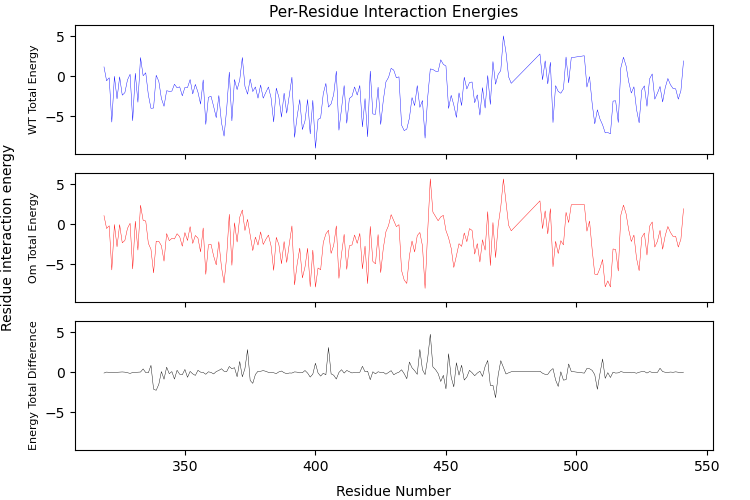 Per-Residue Interaction Energies
Residue interaction energy
WT Total Energy
5
0
−5
Om Total Energy
5
0
−5
Energy Total Difference
5
0
−5
350
400
450
500
550
Residue Number